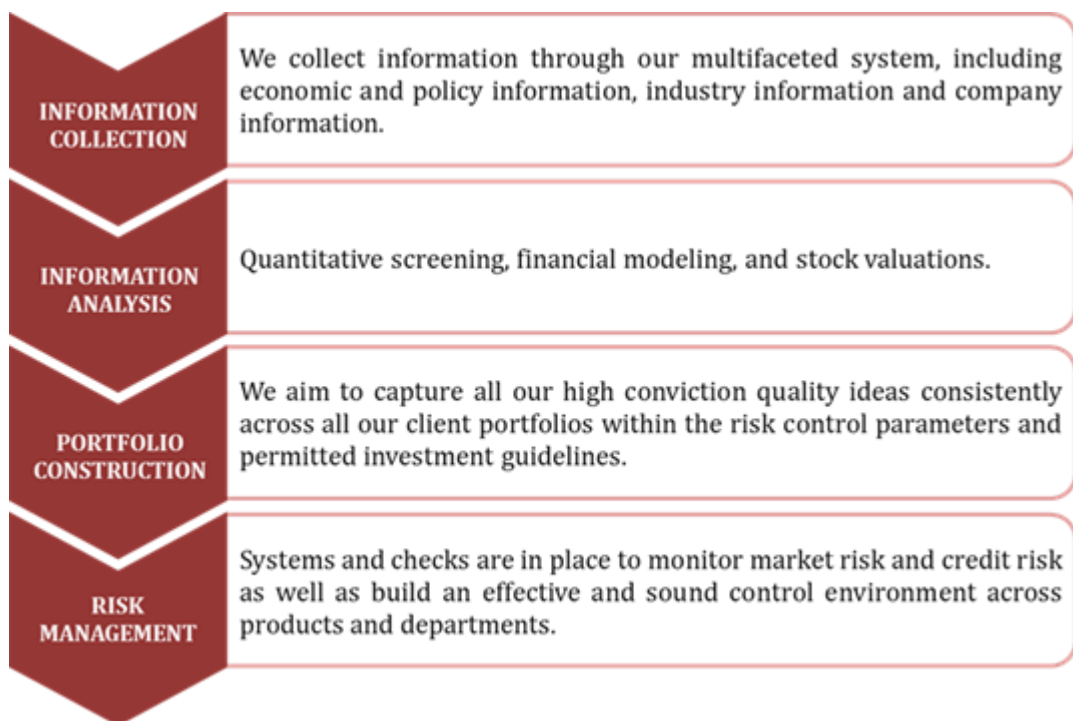 INFORMATION
COLLECTION
We collect information through our multifaceted system, including
economic and policy information, industry information and company
information.
INFORMATION
ANALYSIS
Quantitative screening, financial modeling, and stock valuations.
PORTFOLIO
CONSTRUCTION
We aim to capture all our high conviction quality ideas consistently
across all our client portfolios within the risk control parameters and
permitted investment guidelines.
RISK
MANAGEMENT
Systems and checks are in place to monitor market risk and credit risk
as well as build an effective and sound control environment across
products and departments.